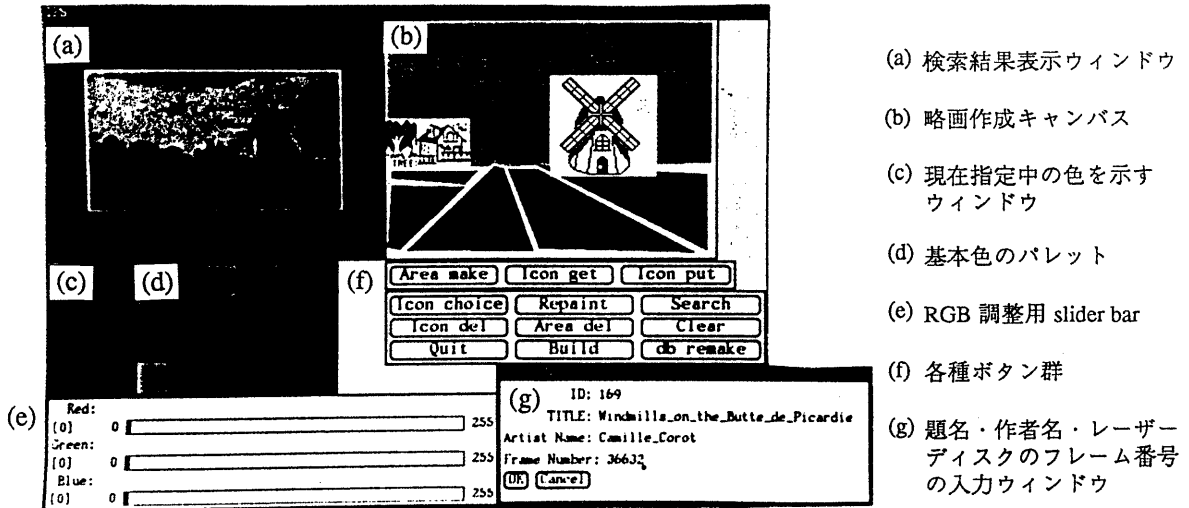 (a)
(b)
TREE
(c)
(d)
(f)
Area make
Icon get
Icon put
Icon choice
Repaint
Search
Icon del
Area del
Clear
Quit
Build
db remake
(e)
Red:
[0] 0 255
Green:
[0] 0 255
Blue:
[0] 0 255
(g)
ID: 169
TITLE: Windmills_on_the_Butte_de_Picardie
Artist Name: Camille_Corot
Frame Number: 36632
OK Cancel
(a) 検索結果表示ウィンドウ
(b) 略画作成キャンバス
(c) 現在指定中の色を示す
ウィンドウ
(d) 基本色のパレット
(e) RGB 調整用 slider bar
(f) 各種ボタン群
(g) 題名・作者名・レーザー
ディスクのフレーム番号
の入力ウィンドウ